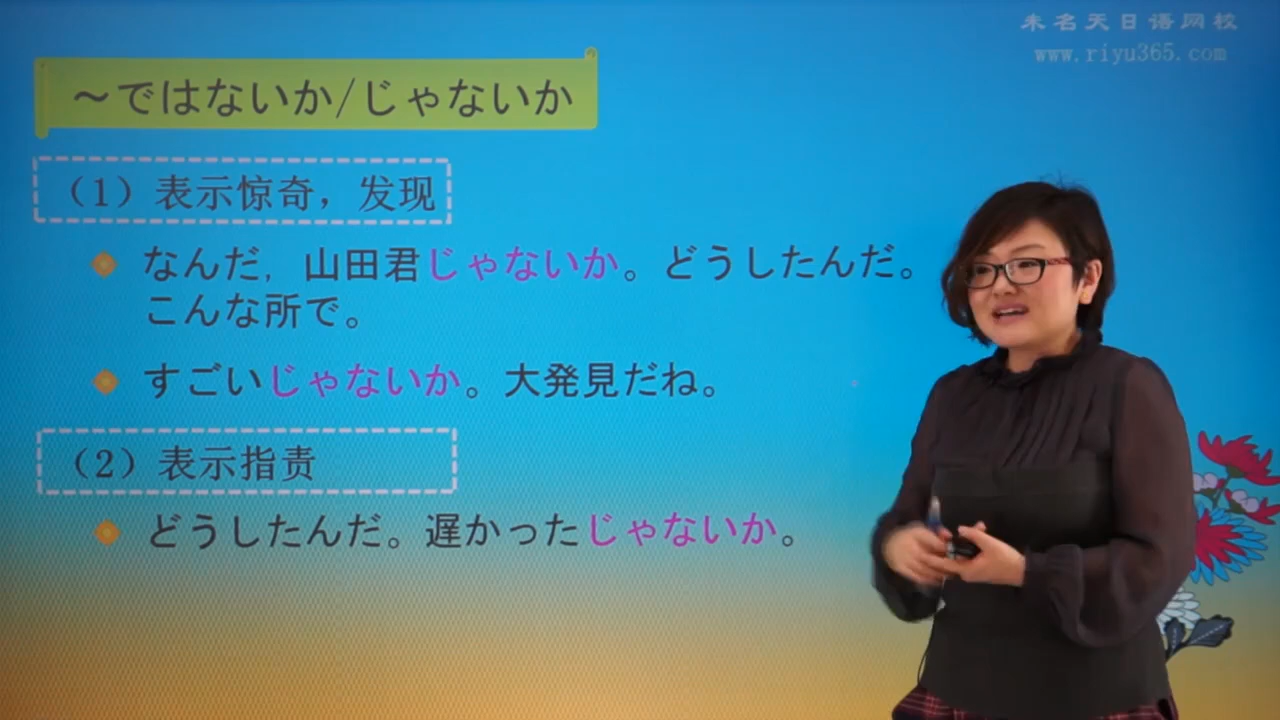 未名天日语网校
www.riyu365.com
～ではないか/じゃないか
（1）表示惊奇，发现
なんだ，山田君じゃないか。どうしたんだ。
こんな所で。
すごいじゃないか。大発見だね。
（2）表示指责
どうしたんだ。遅かったじゃないか。